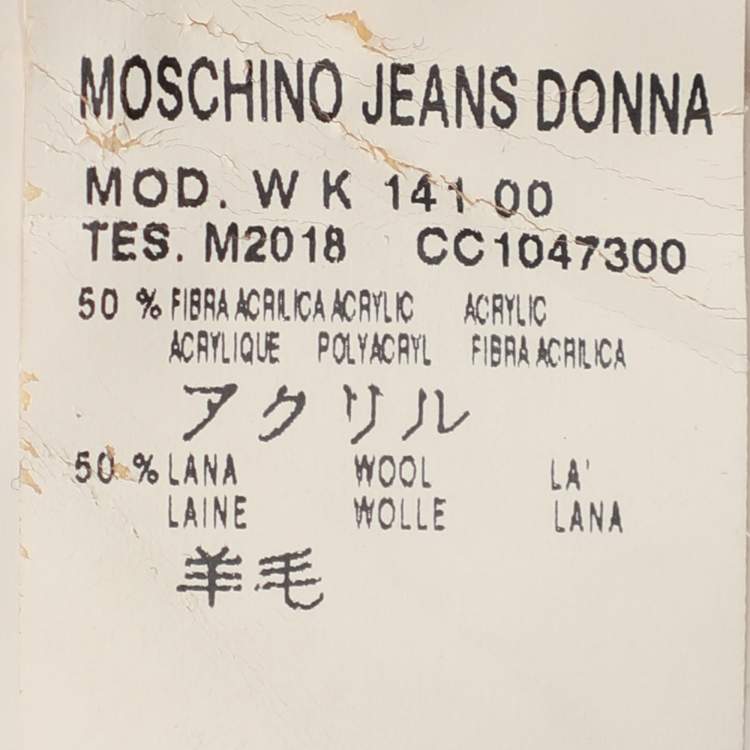 MOSCHINO JEANS DONNA
MOD. W K 141 00
TES. M2018 CC1047300
50 % FIBRA ACRILICA ACRYLIC ACRYLIC
ACRYLIQUE POLYACRYL FIBRA ACRILICA
アクリル
50 % LANA WOOL LA'
LAINE WOLLE LANA
羊毛